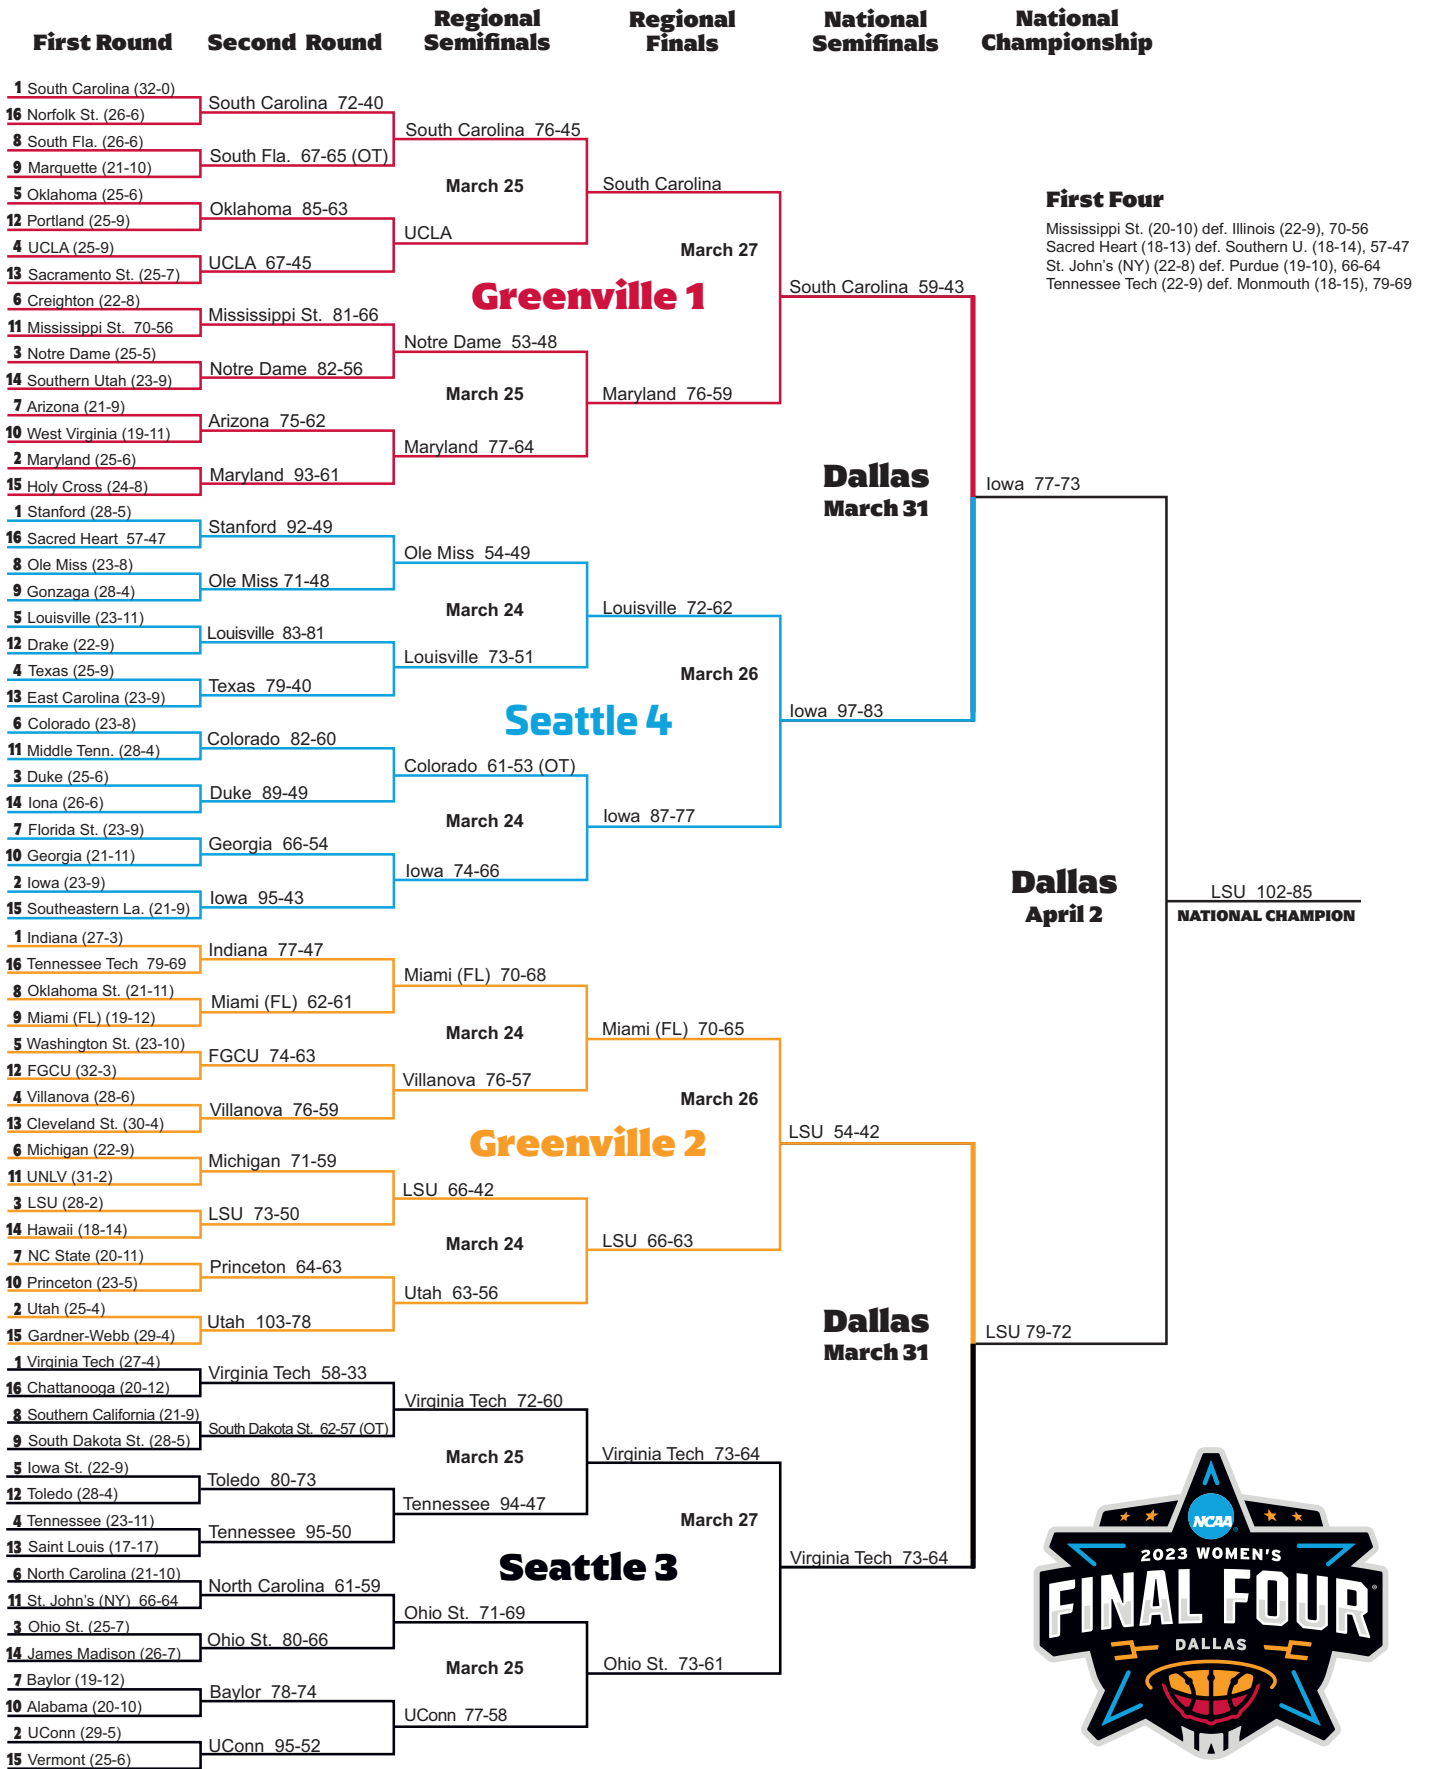 First Round
Second Round
Regional
Semifinals
Regional
Finals
National
Semifinals
National
Championship
1 South Carolina (32-0)
16 Norfolk St. (26-6)
8 South Fla. (26-6)
9 Marquette (21-10)
5 Oklahoma (25-6)
12 Portland (25-9)
4 UCLA (25-9)
13 Sacramento St. (25-7)
6 Creighton (22-8)
11 Mississippi St. 70-56
3 Notre Dame (25-5)
14 Southern Utah (23-9)
7 Arizona (21-9)
10 West Virginia (19-11)
2 Maryland (25-6)
15 Holy Cross (24-8)
1 Stanford (28-5)
16 Sacred Heart 57-47
8 Ole Miss (23-8)
9 Gonzaga (28-4)
5 Louisville (23-11)
12 Drake (22-9)
4 Texas (25-9)
13 East Carolina (23-9)
6 Colorado (23-8)
11 Middle Tenn. (28-4)
3 Duke (25-6)
14 Iona (26-6)
7 Florida St. (23-9)
10 Georgia (21-11)
2 Iowa (23-9)
15 Southeastern La. (21-9)
1 Indiana (27-3)
16 Tennessee Tech 79-69
8 Oklahoma St. (21-11)
9 Miami (FL) (19-12)
5 Washington St. (23-10)
12 FGCU (32-3)
4 Villanova (28-6)
13 Cleveland St. (30-4)
6 Michigan (22-9)
11 UNLV (31-2)
3 LSU (28-2)
14 Hawaii (18-14)
7 NC State (20-11)
10 Princeton (23-5)
2 Utah (25-4)
15 Gardner-Webb (29-4)
1 Virginia Tech (27-4)
16 Chattanooga (20-12)
8 Southern California (21-9)
9 South Dakota St. (28-5)
5 Iowa St. (22-9)
12 Toledo (28-4)
4 Tennessee (23-11)
13 Saint Louis (17-17)
6 North Carolina (21-10)
11 St. John's (NY) 66-64
3 Ohio St. (25-7)
14 James Madison (26-7)
7 Baylor (19-12)
10 Alabama (20-10)
2 UConn (29-5)
15 Vermont (25-6)
South Carolina 72-40
South Fla. 67-65 (OT)
Oklahoma 85-63
UCLA 67-45
Mississippi St. 81-66
Notre Dame 82-56
Arizona 75-62
Maryland 93-61
Stanford 92-49
Ole Miss 71-48
Louisville 83-81
Texas 79-40
Colorado 82-60
Duke 89-49
Georgia 66-54
Iowa 95-43
Indiana 77-47
Miami (FL) 62-61
FGCU 74-63
Villanova 76-59
Michigan 71-59
LSU 73-50
Princeton 64-63
Utah 103-78
Virginia Tech 58-33
South Dakota St. 62-57 (OT)
Toledo 80-73
Tennessee 95-50
North Carolina 61-59
Ohio St. 80-66
Baylor 78-74
UConn 95-52
South Carolina 76-45
March 25
UCLA
Greenville 1
Notre Dame 53-48
March 25
Maryland 77-64
Ole Miss 54-49
March 24
Louisville 73-51
Seattle 4
Colorado 61-53 (OT)
March 24
Iowa 74-66
Miami (FL) 70-68
March 24
Villanova 76-57
Greenville 2
LSU 66-42
March 24
Utah 63-56
Virginia Tech 72-60
March 25
Tennessee 94-47
Seattle 3
Ohio St. 71-69
March 25
UConn 77-58
South Carolina
March 27
Maryland 76-59
Louisville 72-62
March 26
Iowa 87-77
Miami (FL) 70-65
March 26
LSU 66-63
Virginia Tech 73-64
March 27
Ohio St. 73-61
South Carolina 59-43
Dallas
March 31
Iowa 97-83
LSU 54-42
Dallas
March 31
Virginia Tech 73-64
Iowa 77-73
Dallas
April 2
LSU 79-72
LSU 102-85
NATIONAL CHAMPION
First Four
Mississippi St. (20-10) def. Illinois (22-9), 70-56
Sacred Heart (18-13) def. Southern U. (18-14), 57-47
St. John's (NY) (22-8) def. Purdue (19-10), 66-64
Tennessee Tech (22-9) def. Monmouth (18-15), 79-69
NCAA
2023 WOMEN'S
FINAL FOUR
DALLAS